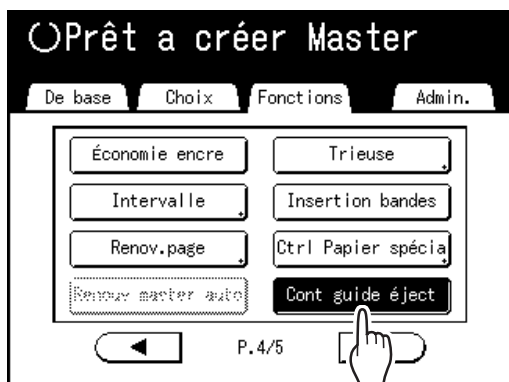 Prêt a créer Master
De base Choix Fonctions Admin.
Économie encre Trieuse
Intervalle Insertion bandes
Renov.page Ctrl Papier spécia
Renouv master auto Cont guide éject
P.4/5